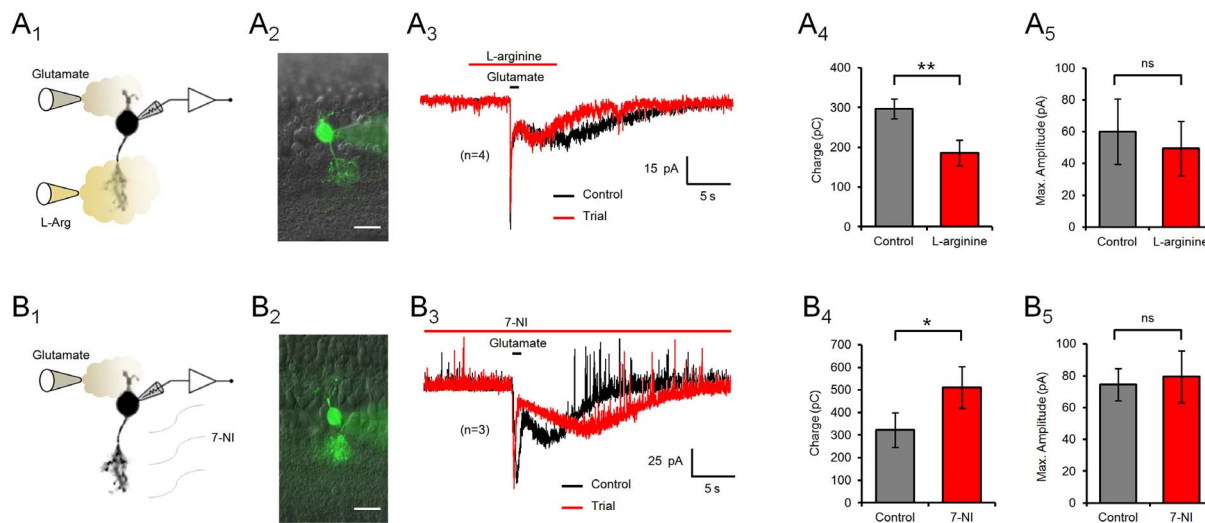 A1
A2
A3
A4
A5
Glutamate
L-Arg
L-arginine
Glutamate
(n=4)
15 pA
5 s
Control
Trial
**
Charge (pC)
400
300
200
100
0
Control
L-arginine
ns
Max. Amplitude (pA)
100
80
60
40
20
0
Control
L-arginine
B1
B2
B3
B4
B5
Glutamate
7-NI
7-NI
Glutamate
(n=3)
25 pA
5 s
Control
Trial
*
Charge (pC)
700
600
500
400
300
200
100
0
Control
7-NI
ns
Max. Amplitude (pA)
100
80
60
40
20
0
Control
7-NI